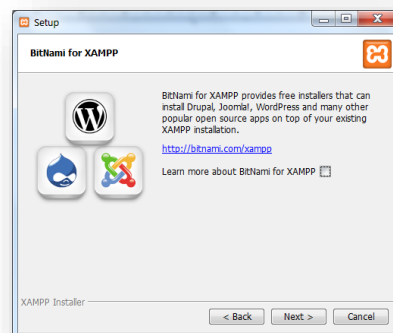 Setup
BitNami for XAMPP
BitNami for XAMPP provides free installers that can
install Drupal, Joomla!, WordPress and many other
popular open source apps on top of your existing
XAMPP installation.
http://bitnami.com/xampp
Learn more about BitNami for XAMPP
XAMPP Installer
< Back
Next >
Cancel